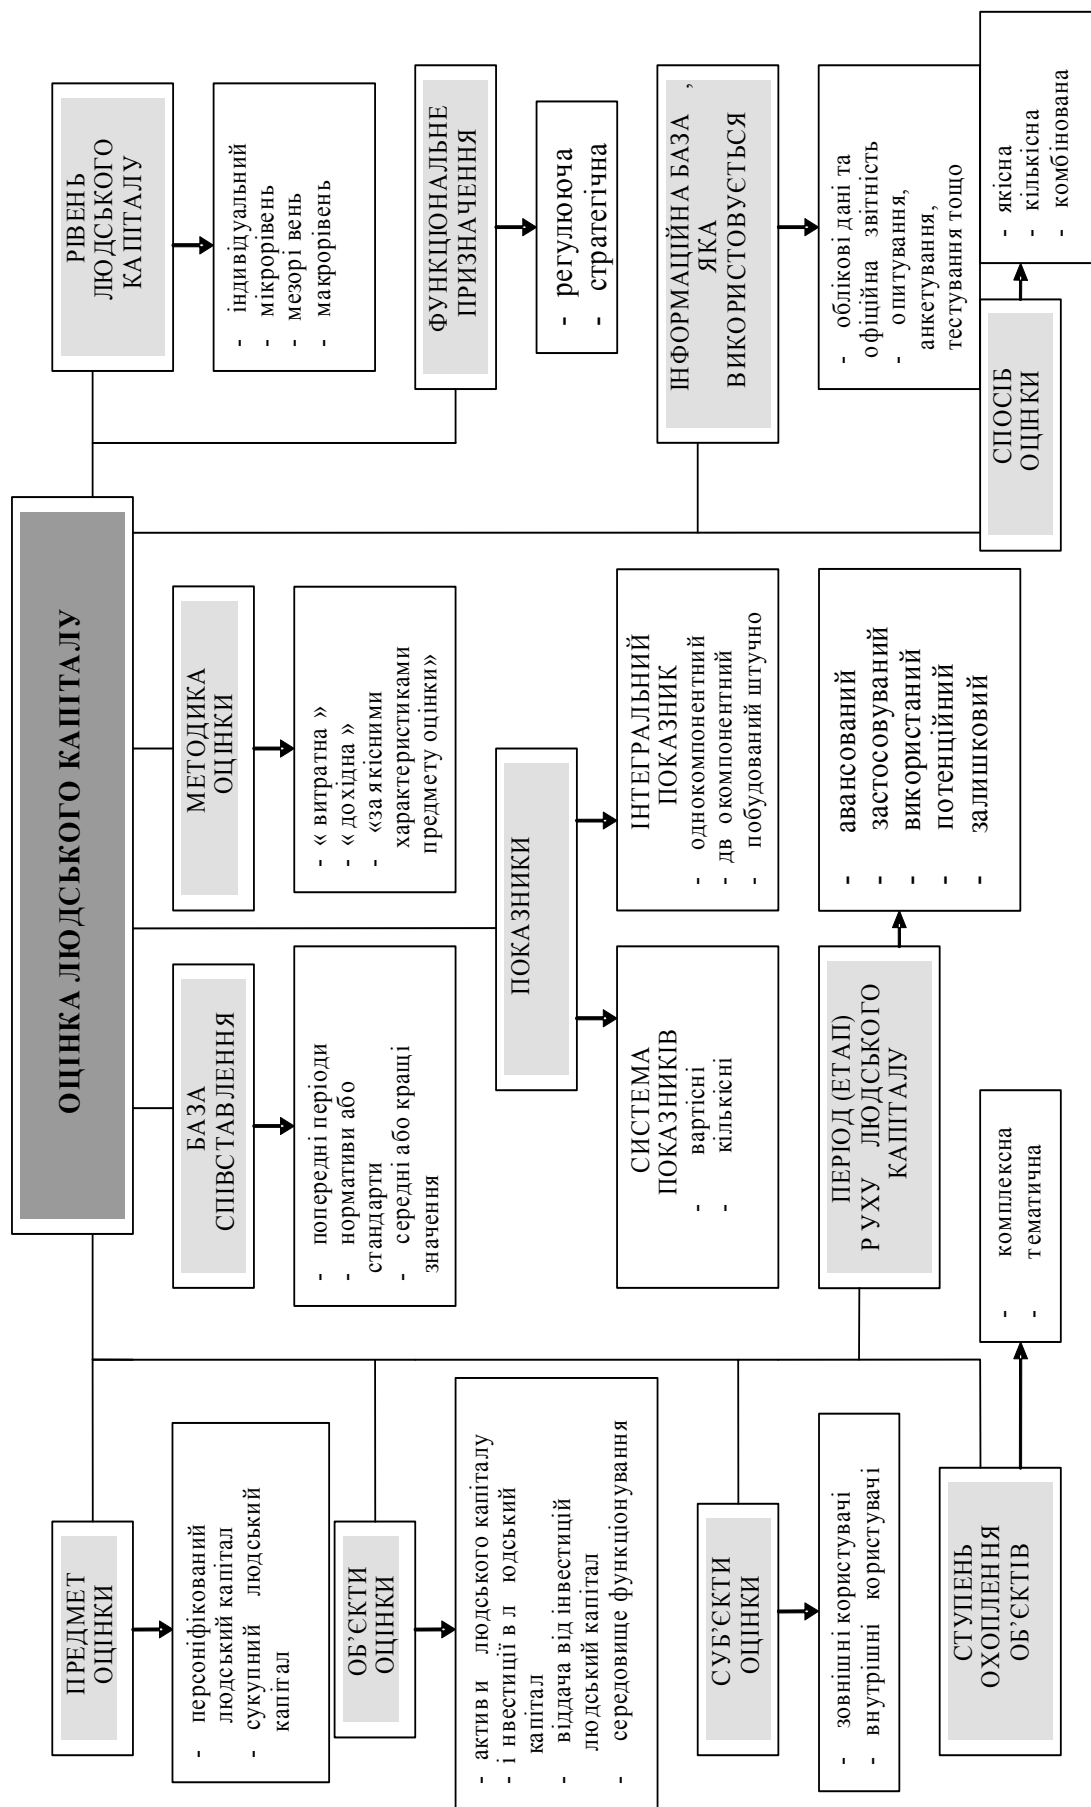 ОЦІНКА ЛЮДСЬКОГО КАПІТАЛУ
ПРЕДМЕТ
ОЦІНКИ
- персоніфікований
людський капітал
- сукупний людський
капітал
ОБ’ЄКТИ
ОЦІНКИ
- активи людського капіталу
- інвестиції в людський
капітал
- віддача від інвестицій
людський капітал
- середовище функціонування
СУБ’ЄКТИ
ОЦІНКИ
- зовнішні користувачі
- внутрішні користувачі
СТУПЕНЬ
ОХОПЛЕННЯ
ОБ’ЄКТІВ
- комплексна
- тематична
ПЕРІОД (ЕТАП)
РУХУ ЛЮДСЬКОГО
КАПІТАЛУ
- авансований
- застосовуваний
- використаний
- потенційний
- залишковий
БАЗА
СПІВСТАВЛЕННЯ
- попередні періоди
- нормативи або
стандарти
- середні або кращі
значення
МЕТОДИКА
ОЦІНКИ
- « витратна »
- « дохідна »
- «за якісними
характеристиками
предмету оцінки»
ПОКАЗНИКИ
СИСТЕМА
ПОКАЗНИКІВ
- вартісні
- кількісні
ІНТЕГРАЛЬНИЙ
ПОКАЗНИК
- однокомпонентний
- двокомпонентний
- побудований штучно
РІВЕНЬ
ЛЮДСЬКОГО
КАПІТАЛУ
- індивідуальний
- мікрорівень
- мезорівень
- макрорівень
ФУНКЦІОНАЛЬНЕ
ПРИЗНАЧЕННЯ
- регулююча
- стратегічна
ІНФОРМАЦІЙНА БАЗА ,
ЯКА
ВИКОРИСТОВУЄТЬСЯ
- облікові дані та
офіційна звітність
- опитування,
анкетування,
тестування тощо
СПОСІБ
ОЦІНКИ
- якісна
- кількісна
- комбінована